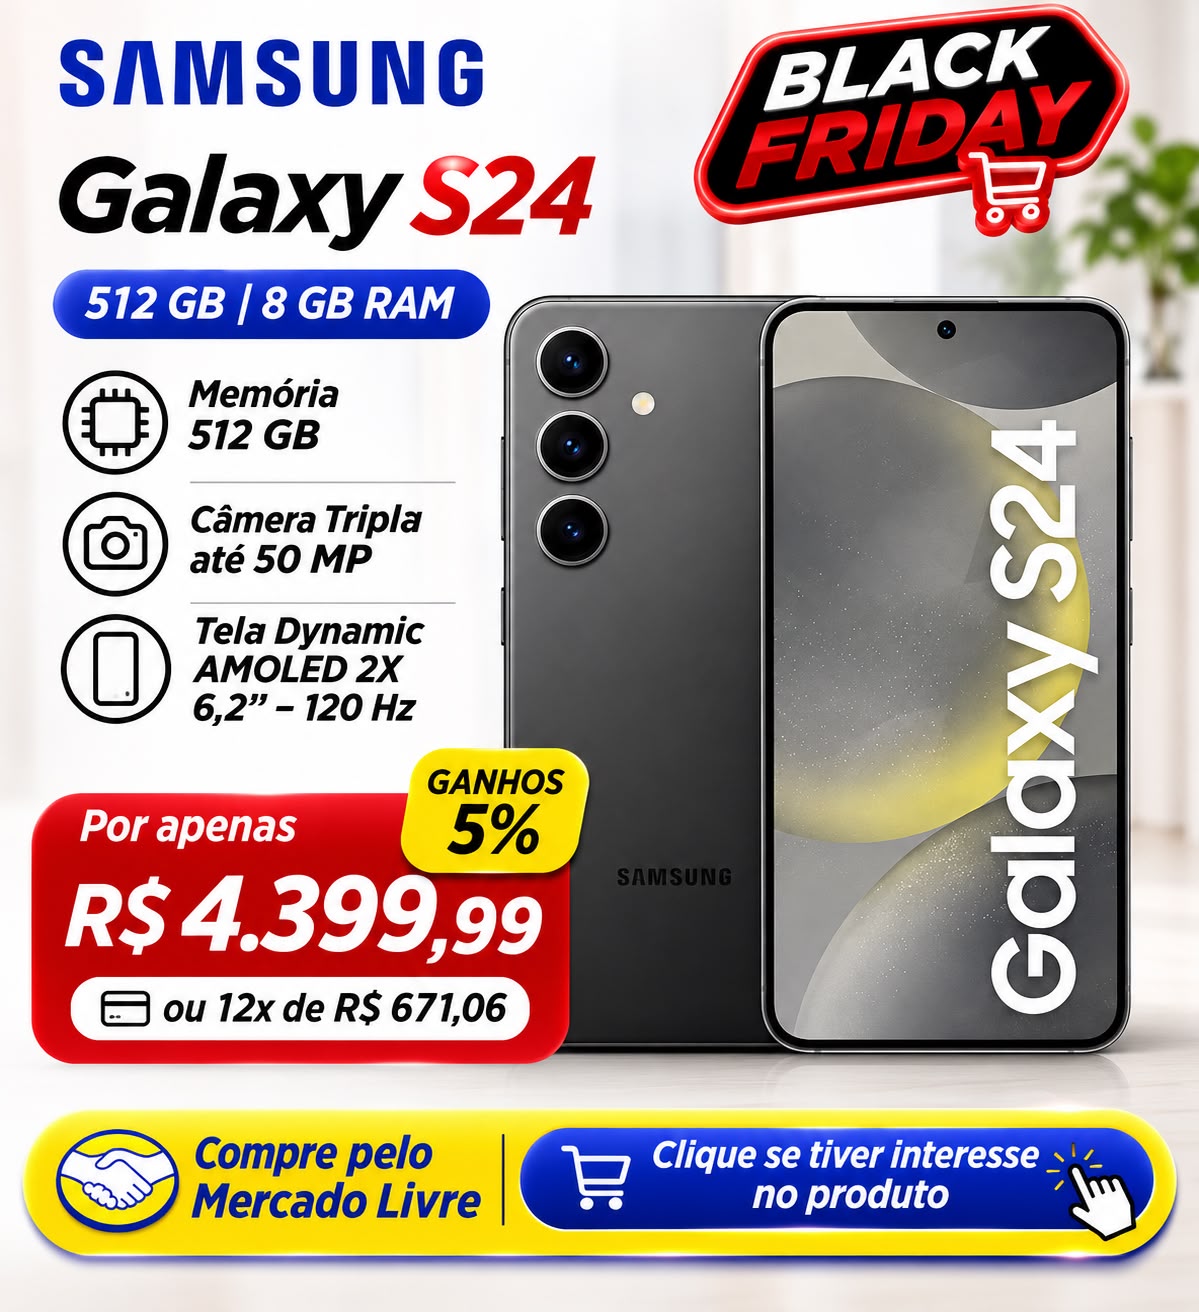 SAMSUNG
Galaxy S24
512 GB | 8 GB RAM
Memória
512 GB
Câmera Tripla
até 50 MP
Tela Dynamic
AMOLED 2X
6,2” – 120 Hz
BLACK
FRIDAY
SAMSUNG
Galaxy S24
GANHOS
5%
Por apenas
R$ 4.399,99
ou 12x de R$ 671,06
Compre pelo
Mercado Livre
Clique se tiver interesse
no produto